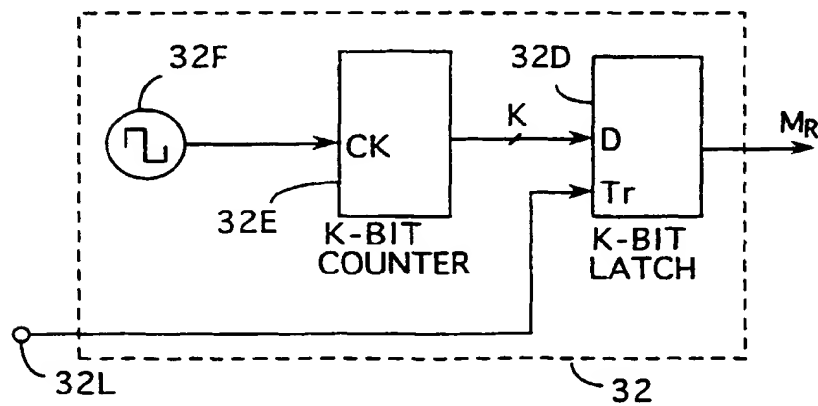 32F
32D
K
MR
CK
D
Tr
32E
K-BIT
COUNTER
K-BIT
LATCH
32L
32